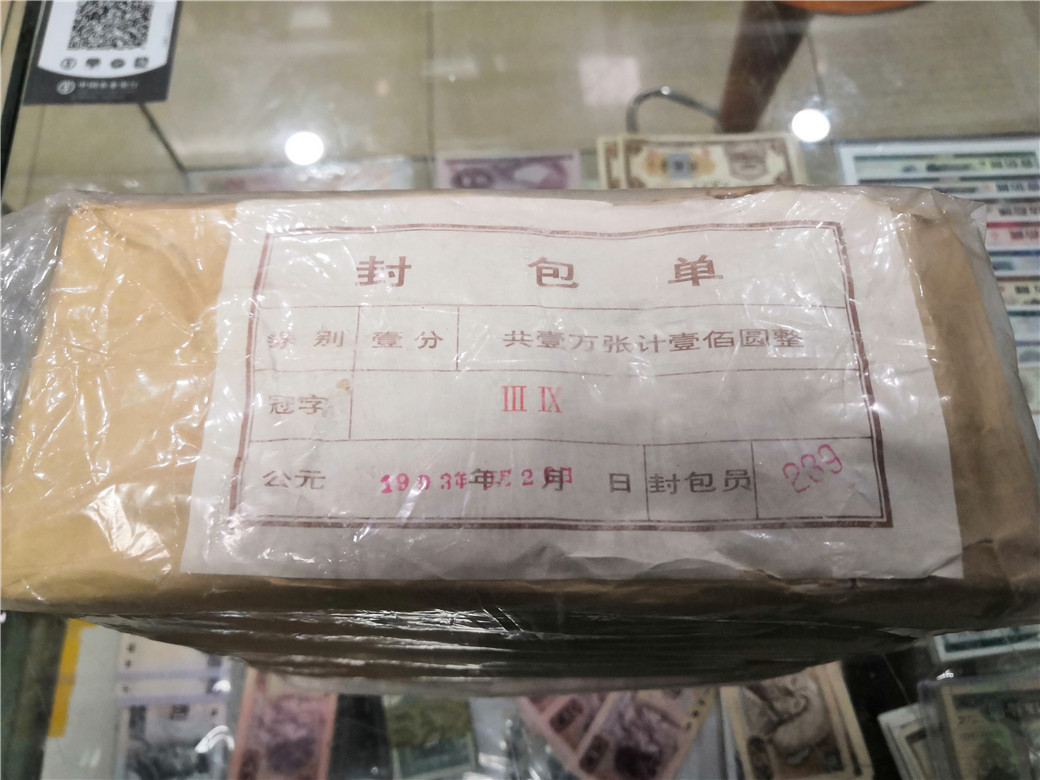 封包单
券别 壹分 共壹万张计壹佰圆整
冠字 III IX
公元 年 月 日 封包员 289